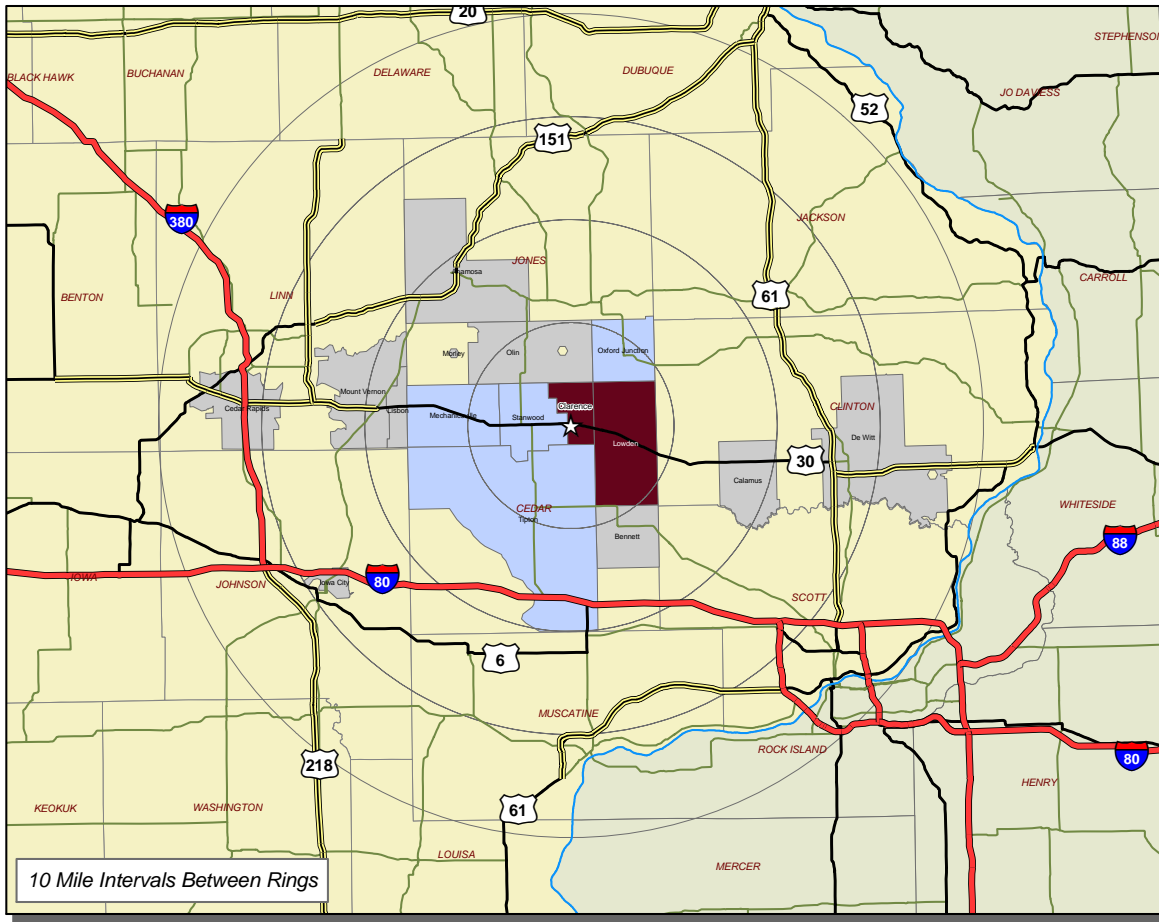 20
STEPHENSON
BLACK HAWK
BUCHANAN
DELAWARE
DUBUQUE
JO DAVIESS
52
151
380
JACKSON
JONES
Anamosa
CARROLL
BENTON
LINN
61
Morley
Olin
Oxford Junction
Mount Vernon
Cedar Rapids
Lisbon
Mechanicsville
Stanwood
Clarence
CLINTON
De Witt
Lowden
30
Calamus
CEDAR
Tipton
WHITESIDE
Bennett
88
IOWA
JOHNSON
Iowa City
80
SCOTT
6
MUSCATINE
ROCK ISLAND
218
80
HENRY
KEOKUK
WASHINGTON
61
LOUISA
MERCER
10 Mile Intervals Between Rings